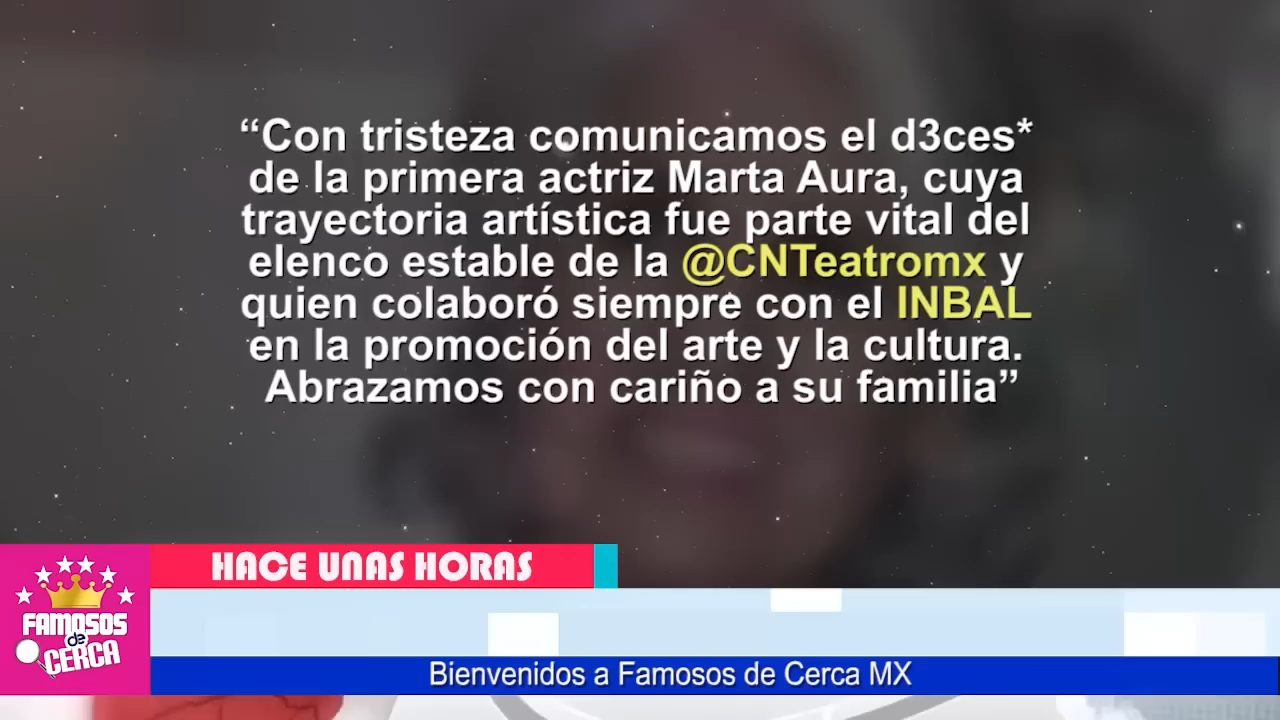 “Con tristeza comunicamos el d3ces*
de la primera actriz Marta Aura, cuya
trayectoria artística fue parte vital del
elenco estable de la @CNTeatromx y
quien colaboró siempre con el INBAL
en la promoción del arte y la cultura.
Abrazamos con cariño a su familia”
HACE UNAS HORAS
FAMOSOS
de
CERCA
Bienvenidos a Famosos de Cerca MX